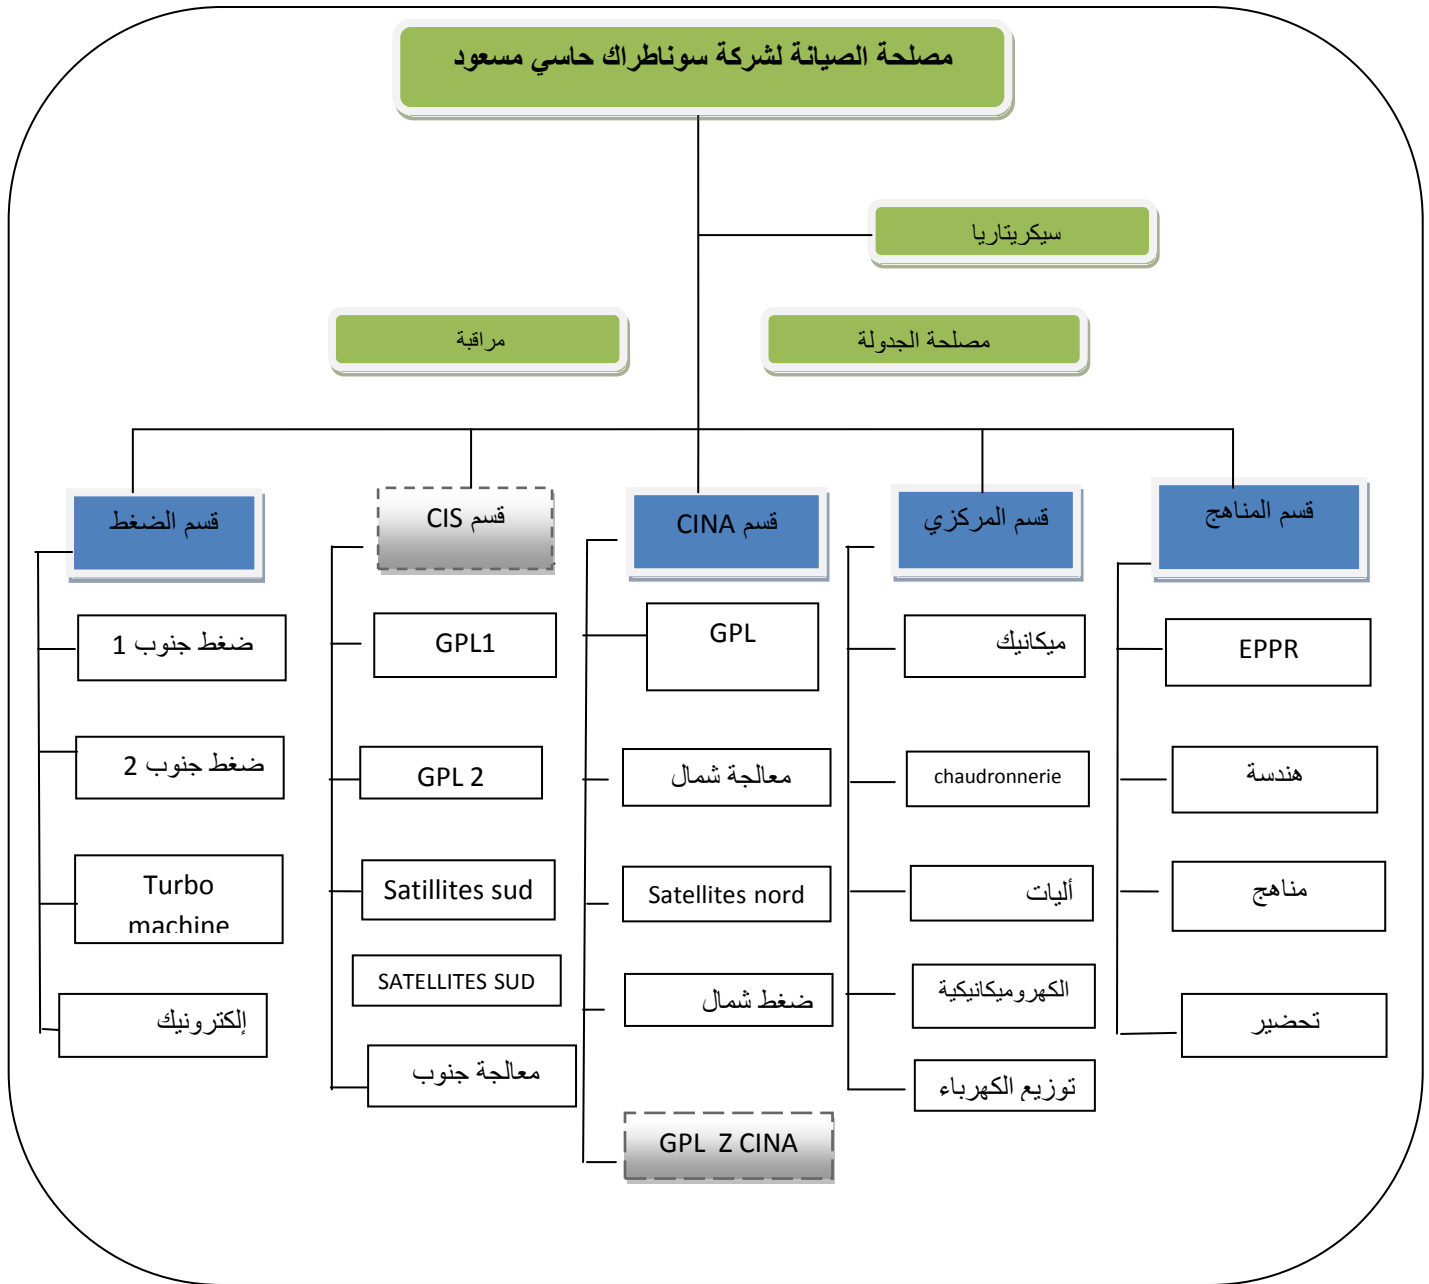 مصلحة الصيانة لشركة سوناطراك حاسي مسعود
سيكريتاريا
مصلحة الجدولة
مراقبة
قسم المناهج
قسم المركزي
قسم CINA
قسم CIS
قسم الضغط
EPPR
هندسة
مناهج
تحضير
ميكانيك
chaudronnerie
أليات
الكهروميكانيكية
توزيع الكهرباء
GPL
معالجة شمال
Satellites nord
ضغط شمال
GPL Z CINA
GPL1
GPL 2
Satillites sud
SATELLITES SUD
معالجة جنوب
ضغط جنوب 1
ضغط جنوب 2
Turbo
machine
إلكترونيك